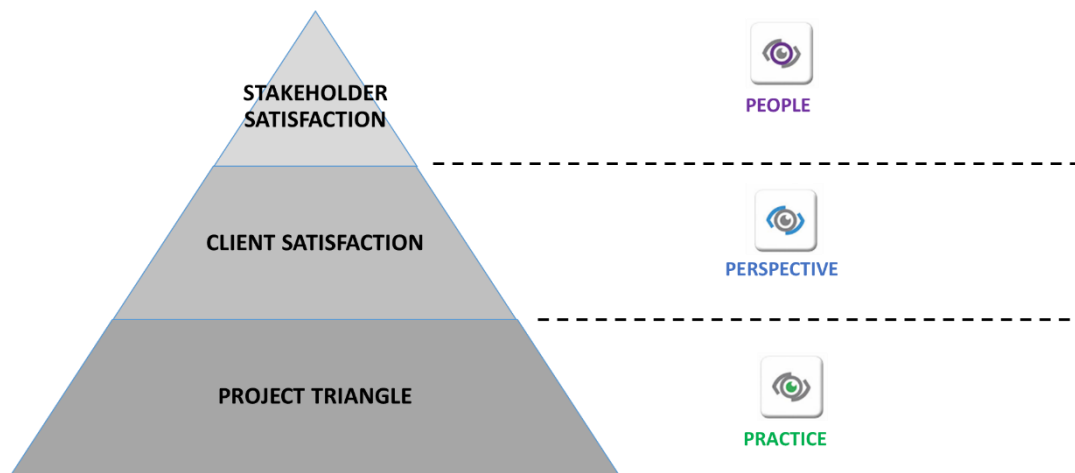 STAKEHOLDER
SATISFACTION
PEOPLE
CLIENT SATISFACTION
PERSPECTIVE
PROJECT TRIANGLE
PRACTICE